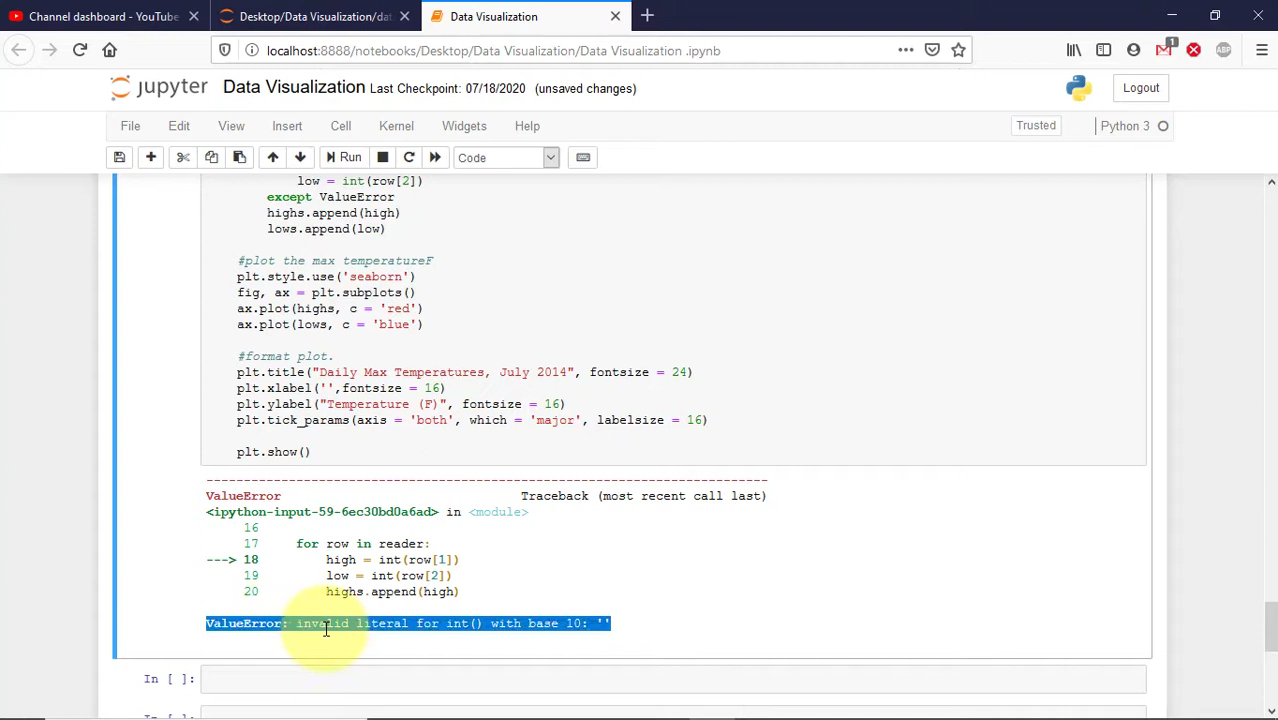 Channel dashboard - YouTube
Desktop/Data Visualization/dat
Data Visualization
localhost:8888/notebooks/Desktop/Data Visualization/Data Visualization .ipynb
1
ABP
jupyter Data Visualization Last Checkpoint: 07/18/2020 (unsaved changes)
Logout
File Edit View Insert Cell Kernel Widgets Help
Trusted
Python 3
Run
Code
low = int(row[2])
except ValueError
highs.append(high)
lows.append(low)
#plot the max temperatureF
plt.style.use('seaborn')
fig, ax = plt.subplots()
ax.plot(highs, c = 'red')
ax.plot(lows, c = 'blue')
#format plot.
plt.title("Daily Max Temperatures, July 2014", fontsize = 24)
plt.xlabel('',fontsize = 16)
plt.ylabel("Temperature (F)", fontsize = 16)
plt.tick_params(axis = 'both', which = 'major', labelsize = 16)
plt.show()
---------------------------------------------------------------------------
ValueError Traceback (most recent call last)
<ipython-input-59-6ec30bd0a6ad> in <module>
16
17 for row in reader:
---> 18 high = int(row[1])
19 low = int(row[2])
20 highs.append(high)
ValueError: invalid literal for int() with base 10: ''
In [ ]:
In [ ]: